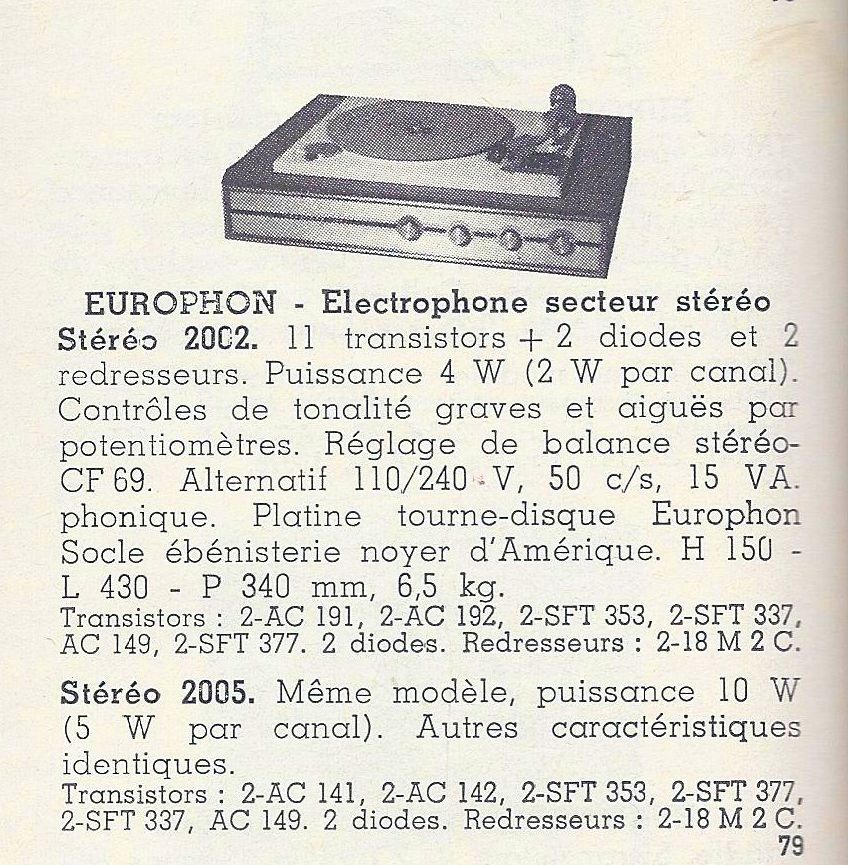 EUROPHON - Electrophone secteur stéréo
Stéréo 2002. 11 transistors + 2 diodes et 2
redresseurs. Puissance 4 W (2 W par canal).
Contrôles de tonalité graves et aiguës par
potentiomètres. Réglage de balance stéréo-
CF 69. Alternatif 110/240 V, 50 c/s, 15 VA.
phonique. Platine tourne-disque Europhon
Socle ébénisterie noyer d'Amérique. H 150 -
L 430 - P 340 mm, 6,5 kg.
Transistors : 2-AC 191, 2-AC 192, 2-SFT 353, 2-SFT 337,
AC 149, 2-SFT 377. 2 diodes. Redresseurs : 2-18 M 2 C.
Stéréo 2005. Même modèle, puissance 10 W
(5 W par canal). Autres caractéristiques
identiques.
Transistors : 2-AC 141, 2-AC 142, 2-SFT 353, 2-SFT 377,
2-SFT 337, AC 149. 2 diodes. Redresseurs : 2-18 M 2 C.
79